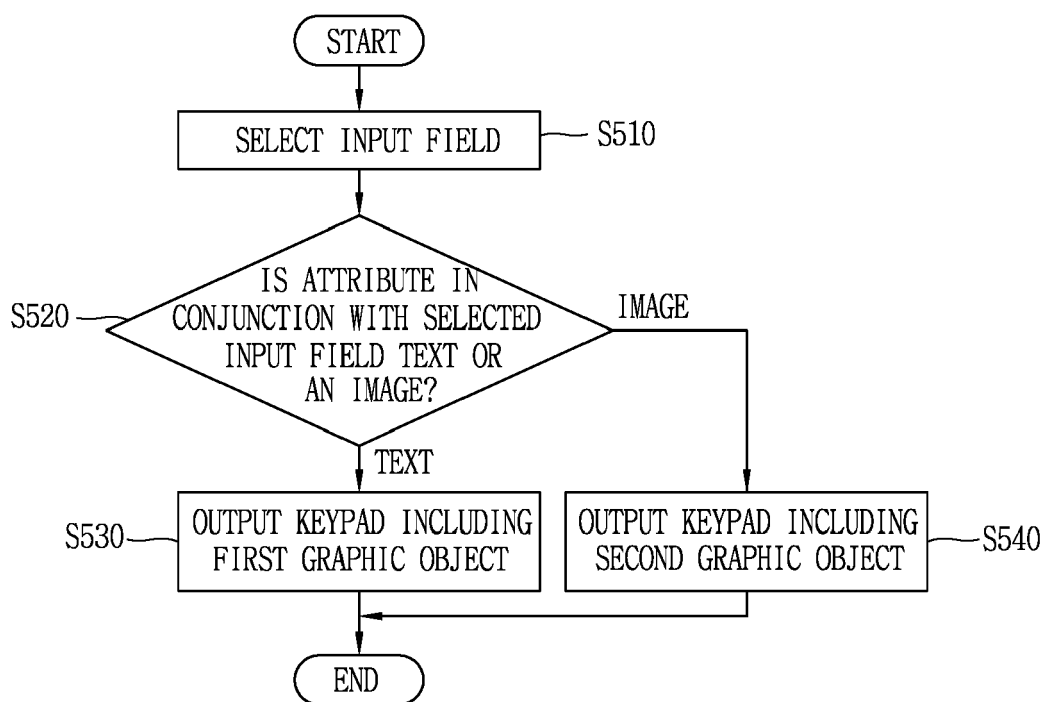 START
SELECT INPUT FIELD
S510
IS ATTRIBUTE IN
CONJUNCTION WITH SELECTED
INPUT FIELD TEXT OR
AN IMAGE?
S520
IMAGE
TEXT
S530
OUTPUT KEYPAD INCLUDING
FIRST GRAPHIC OBJECT
OUTPUT KEYPAD INCLUDING
SECOND GRAPHIC OBJECT
S540
END